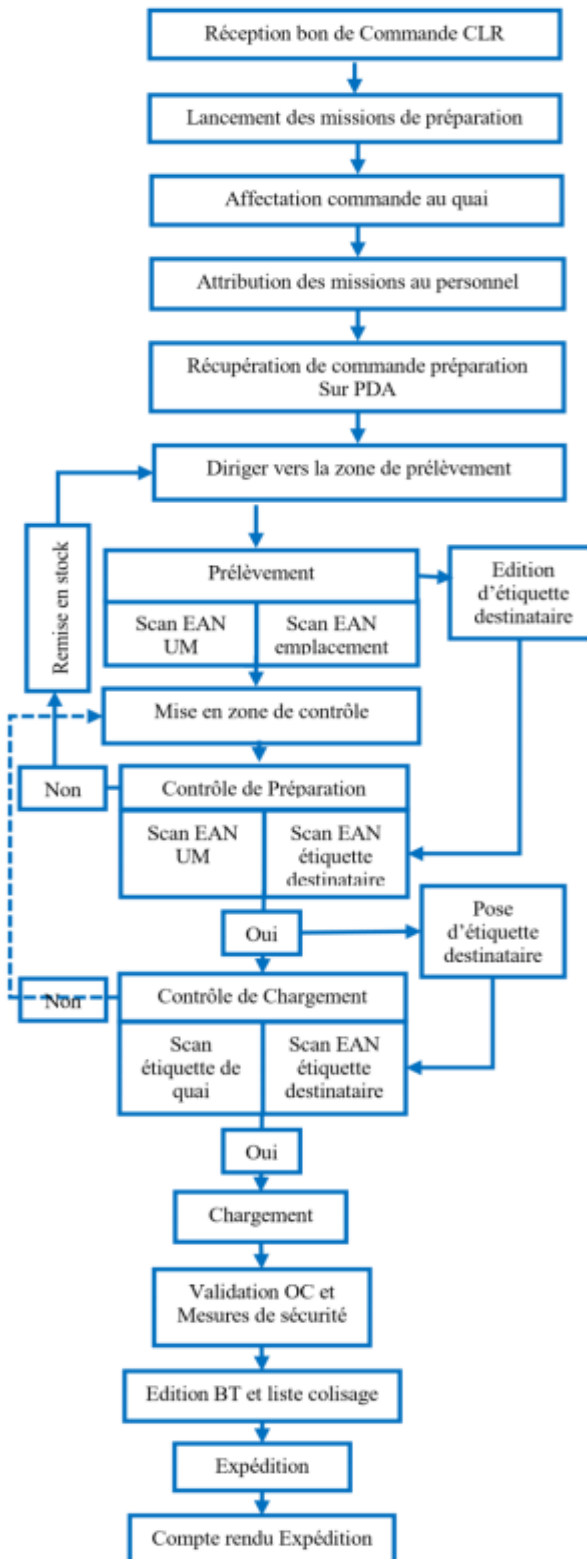 Réception bon de Commande CLR
Lancement des missions de préparation
Affectation commande au quai
Attribution des missions au personnel
Récupération de commande préparation
Sur PDA
Diriger vers la zone de prélèvement
Remise en stock
Prélèvement
Scan EAN
UM
Scan EAN
emplacement
Edition
d’étiquette
destinataire
Mise en zone de contrôle
Non
Contrôle de Préparation
Scan EAN
UM
Scan EAN
étiquette
destinataire
Oui
Pose
d’étiquette
destinataire
Non
Contrôle de Chargement
Scan
étiquette de
quai
Scan EAN
étiquette
destinataire
Oui
Chargement
Validation OC et
Mesures de sécurité
Edition BT et liste colisage
Expédition
Compte rendu Expédition